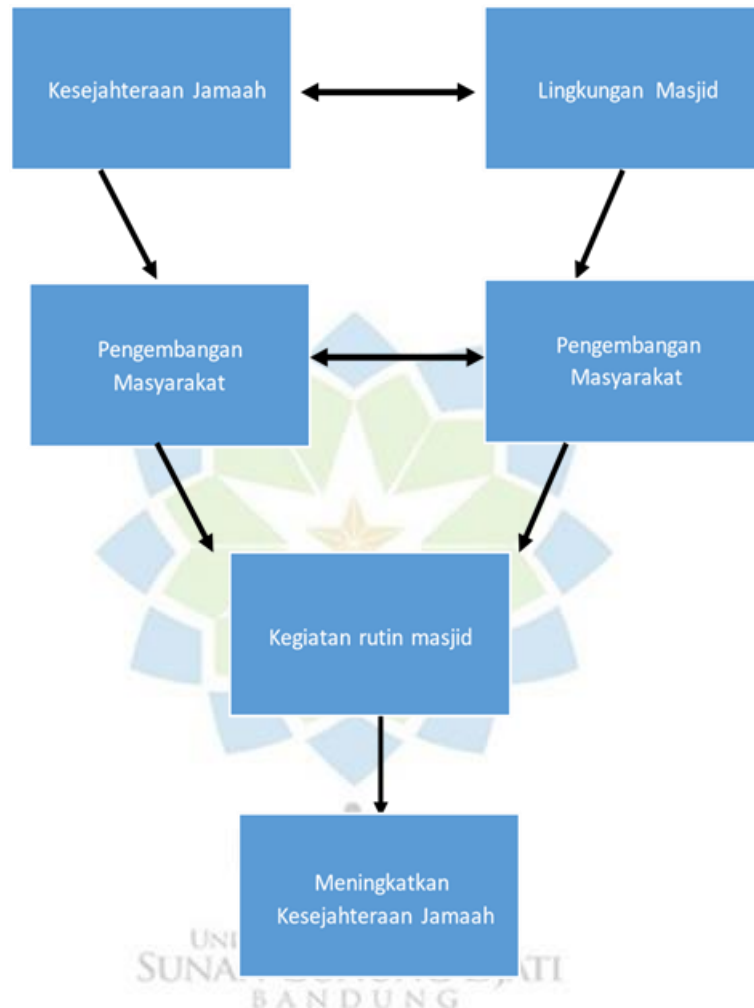 Kesejahteraan Jamaah
Lingkungan Masjid
Pengembangan
Masyarakat
Pengembangan
Masyarakat
Kegiatan rutin masjid
Meningkatkan
Kesejahteraan Jamaah
BANDUNG